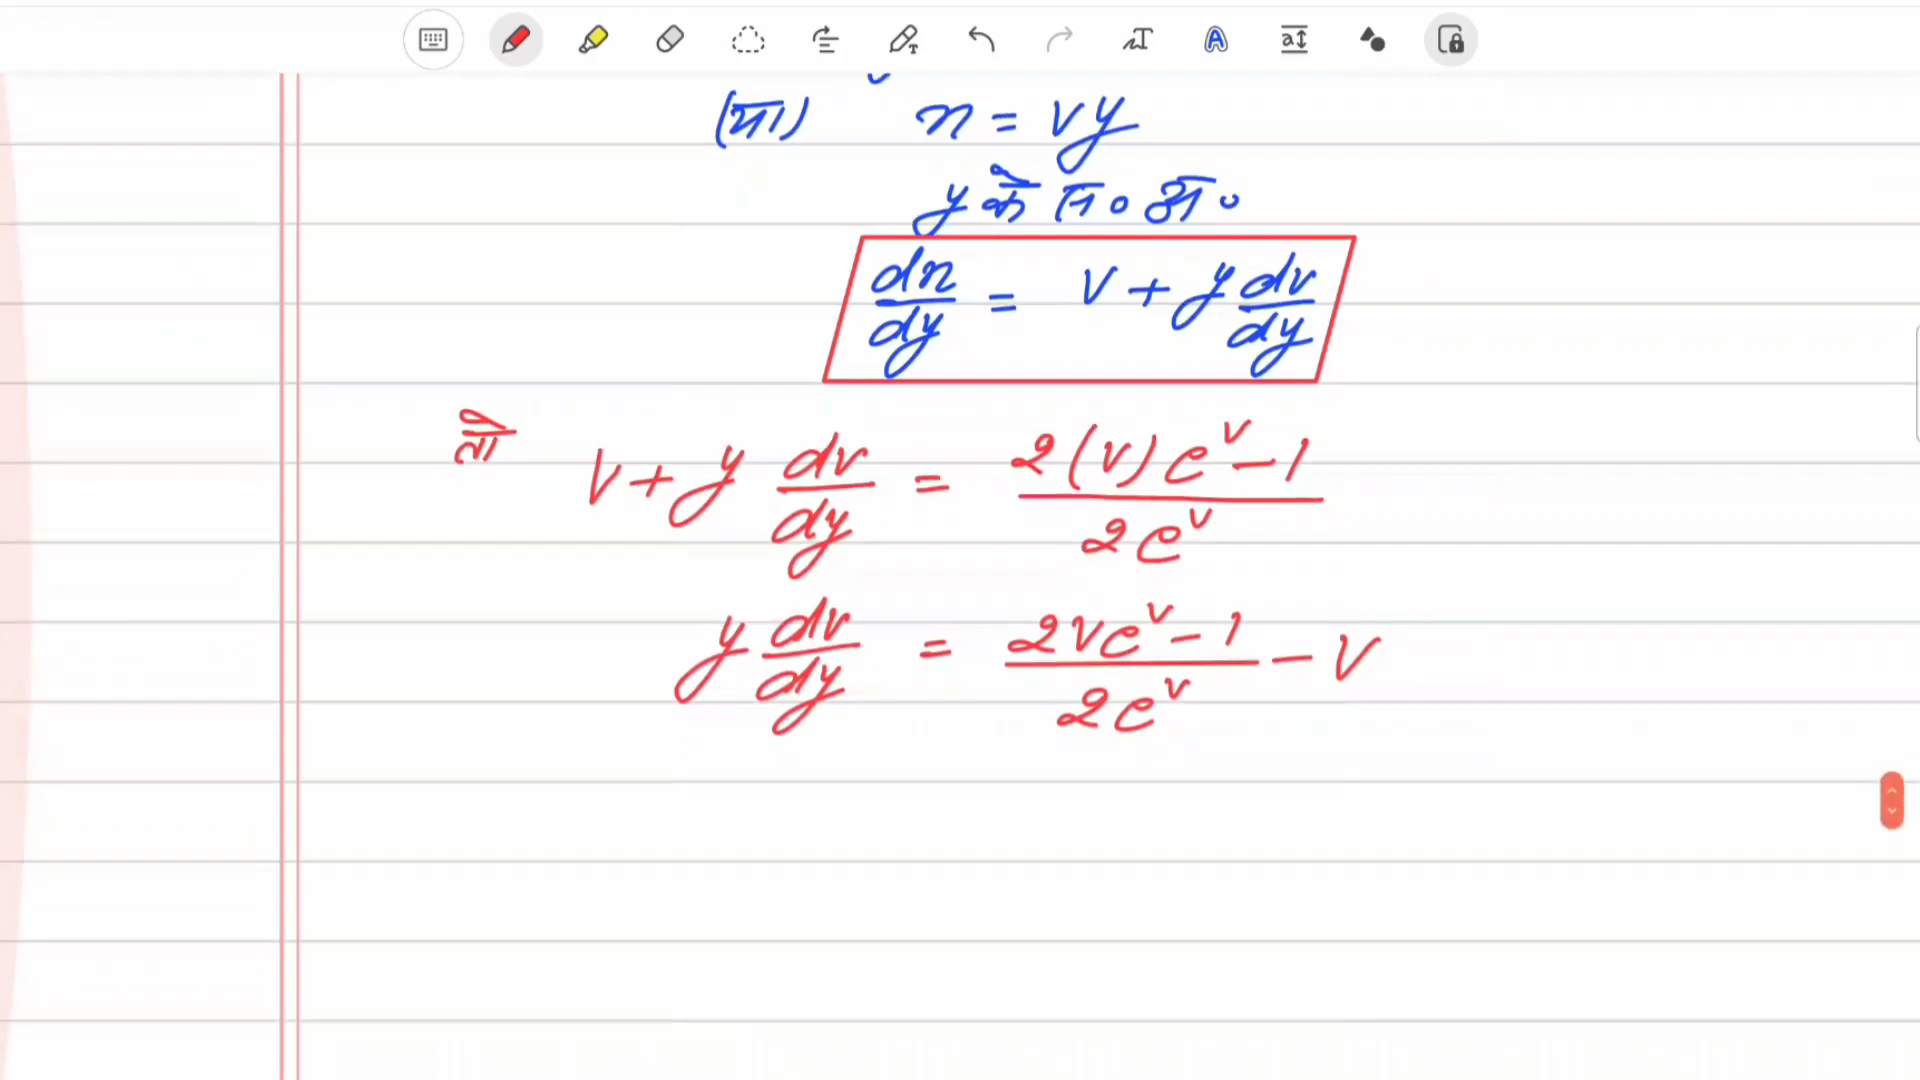 (या) x = vy
y के सा० अ०
dx/dy = v + y dv/dy
तो v + y dv/dy = (2(v)e^v - 1)/(2e^v)
y dv/dy = (2ve^v - 1)/(2e^v) - v